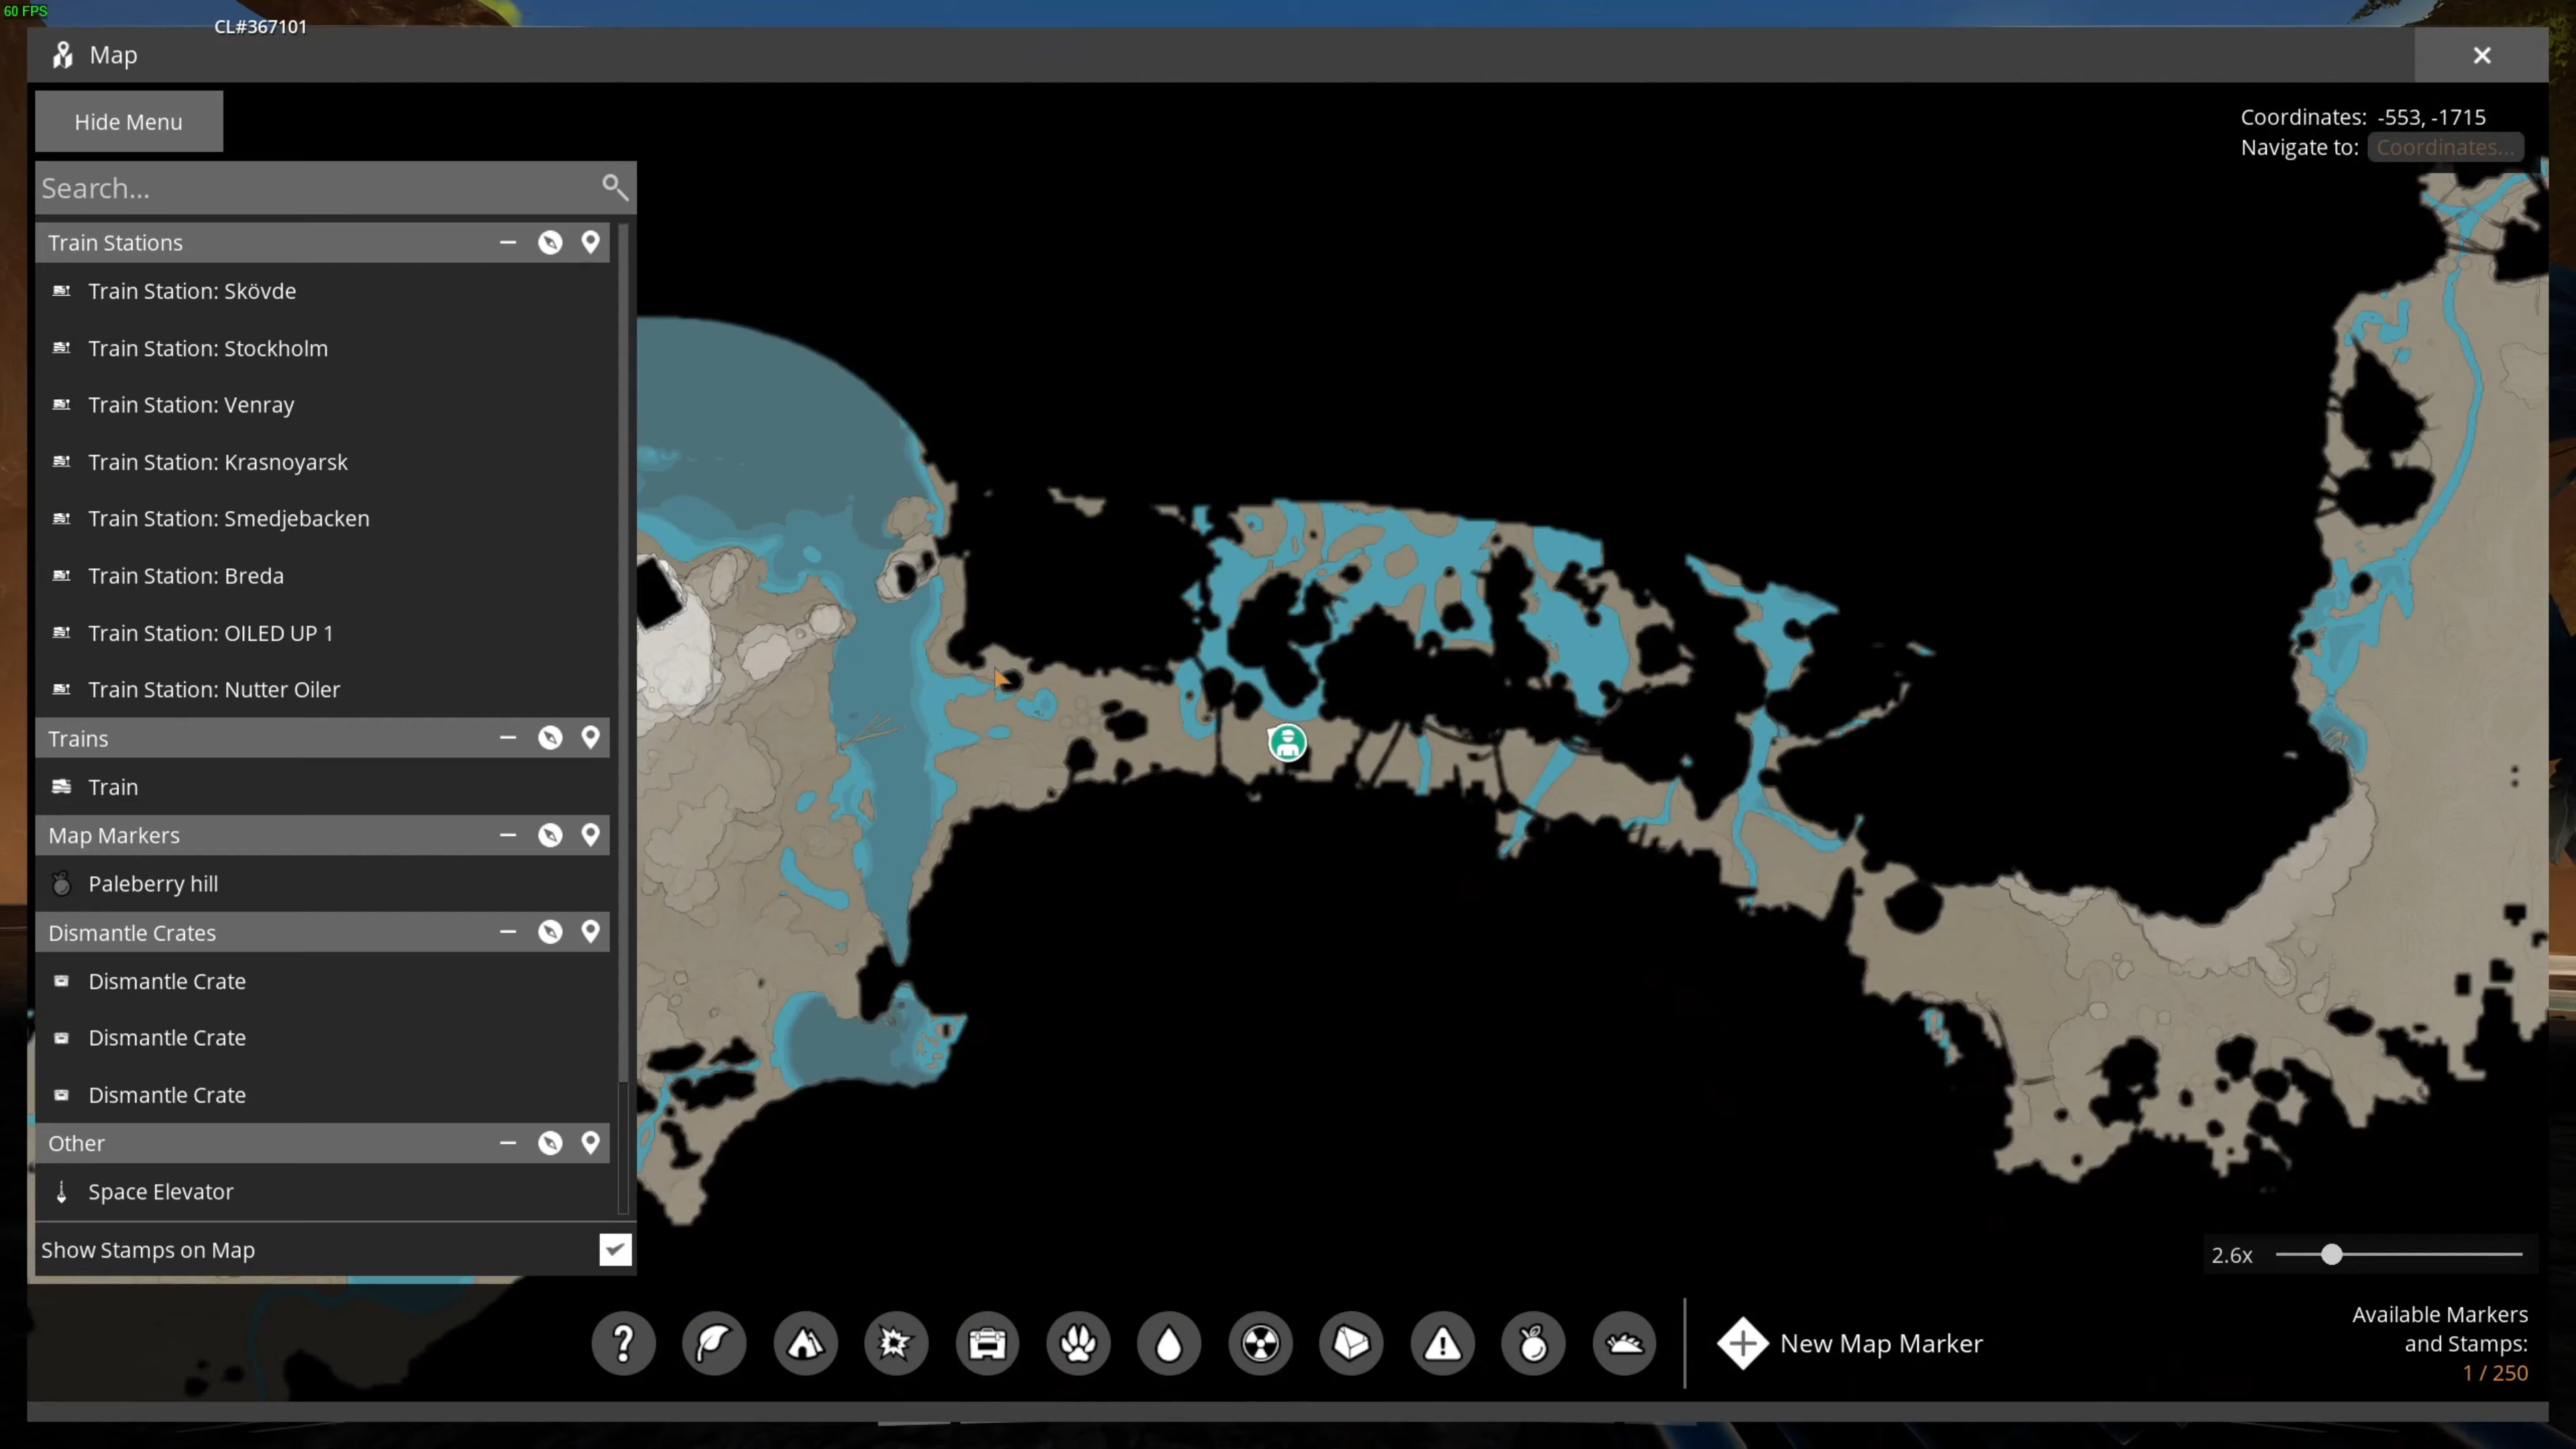 60 FPS
CL#367101
Map
Hide Menu
Coordinates: -553, -1715
Navigate to: Coordinates...
Search...
Train Stations
Train Station: Skövde
Train Station: Stockholm
Train Station: Venray
Train Station: Krasnoyarsk
Train Station: Smedjebacken
Train Station: Breda
Train Station: OILED UP 1
Train Station: Nutter Oiler
Trains
Train
Map Markers
Paleberry hill
Dismantle Crates
Dismantle Crate
Dismantle Crate
Dismantle Crate
Other
Space Elevator
Show Stamps on Map
2.6x
New Map Marker
Available Markers
and Stamps:
1 / 250